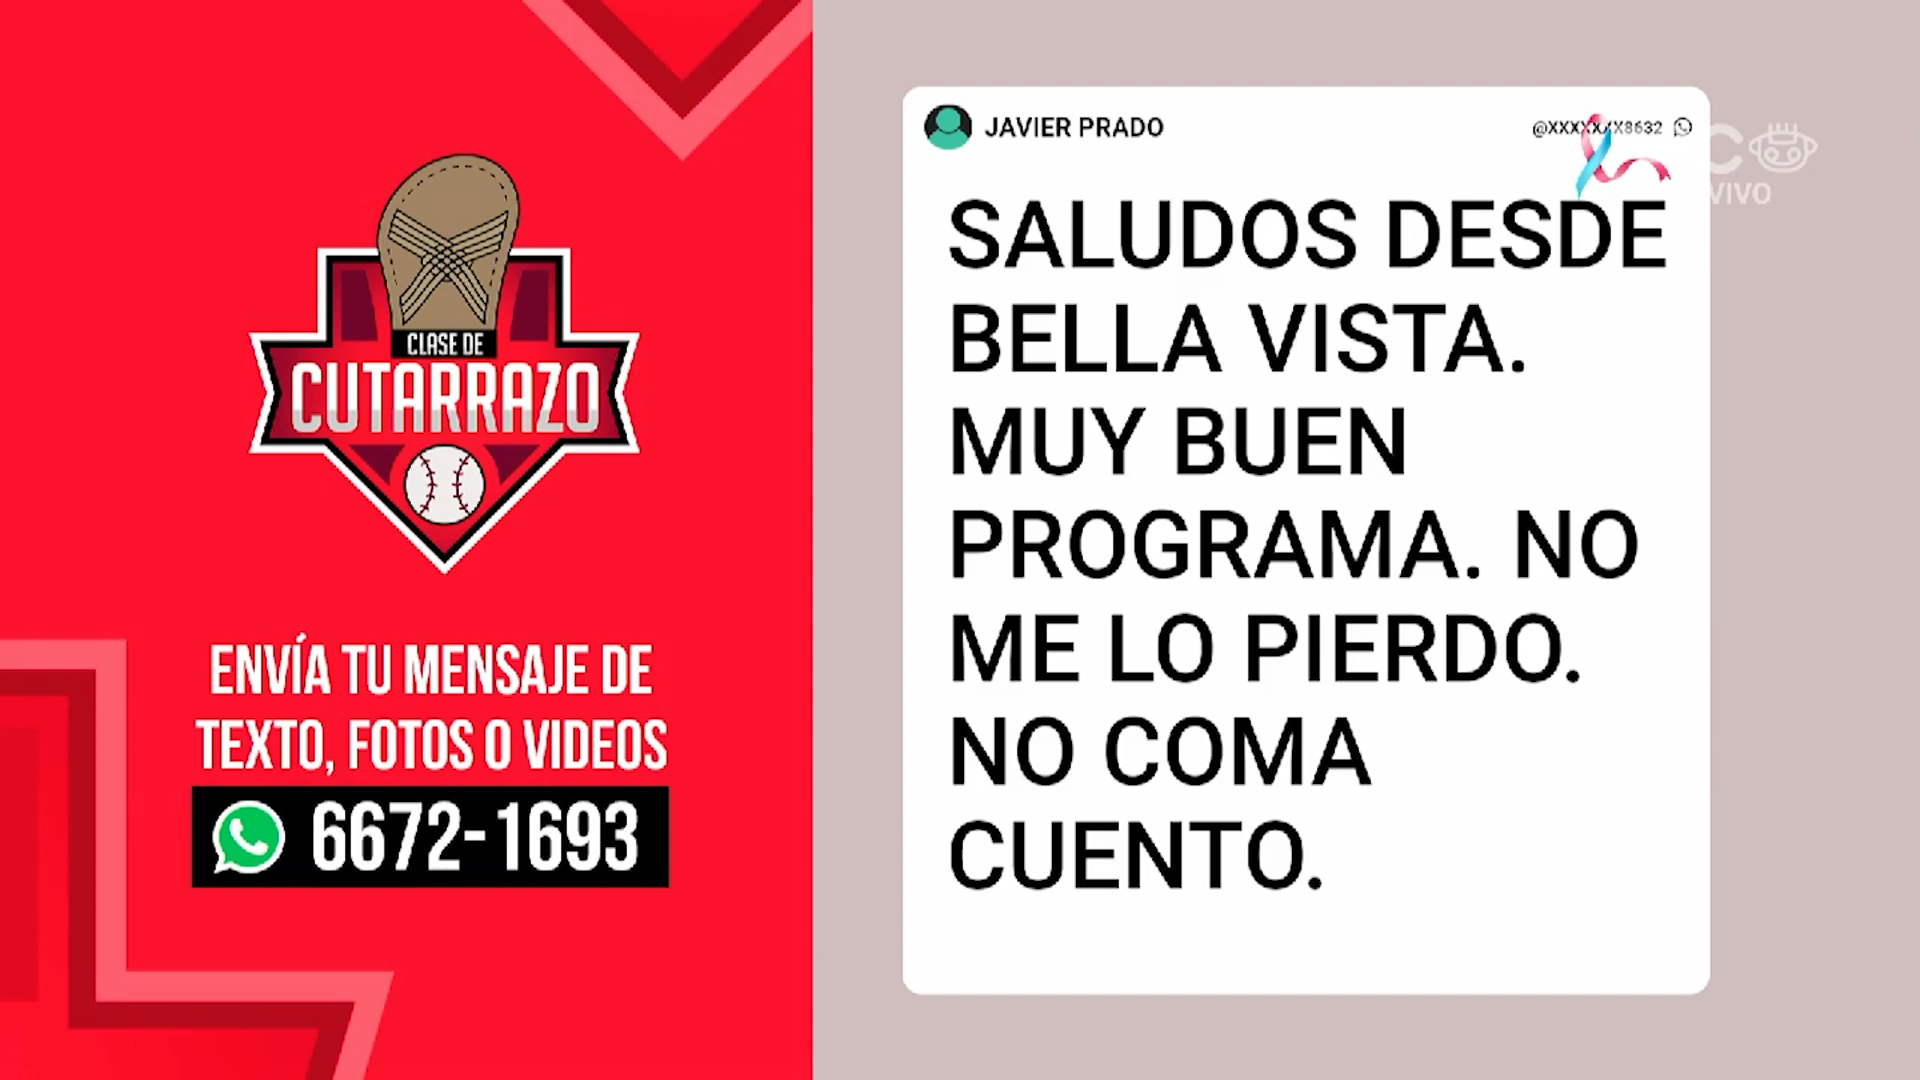 CLASE DE
CUTARRAZO
ENVÍA TU MENSAJE DE
TEXTO, FOTOS O VIDEOS
6672-1693
JAVIER PRADO
SALUDOS DESDE
BELLA VISTA.
MUY BUEN
PROGRAMA. NO
ME LO PIERDO.
NO COMA
CUENTO.
VIVO